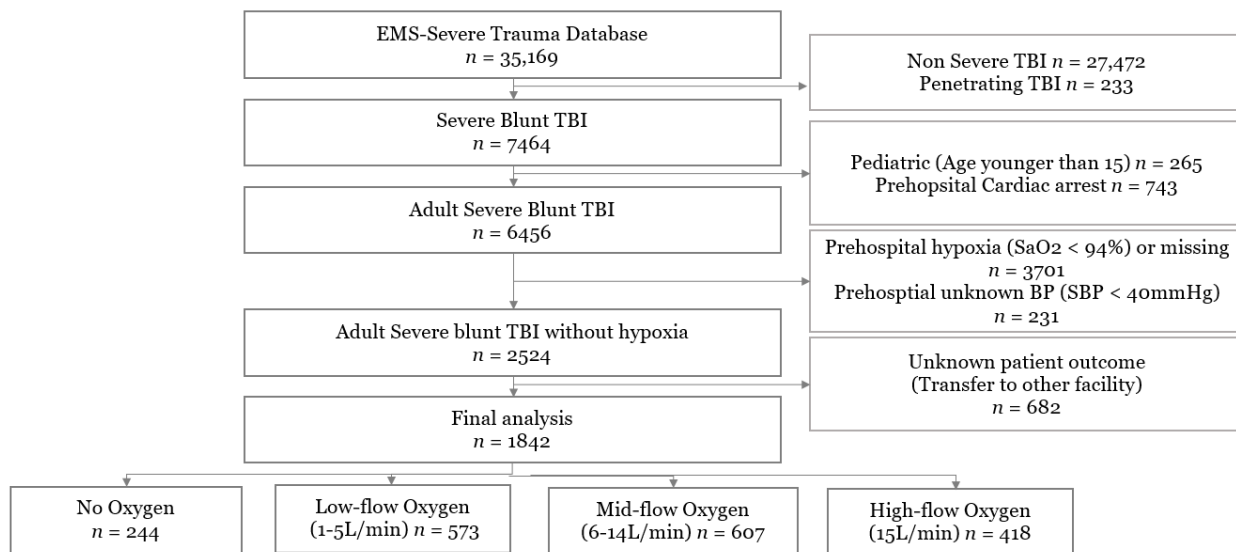 EMS-Severe Trauma Database
n = 35,169
Non Severe TBI n = 27,472
Penetrating TBI n = 233
Severe Blunt TBI
n = 7464
Pediatric (Age younger than 15) n = 265
Prehopsital Cardiac arrest n = 743
Adult Severe Blunt TBI
n = 6456
Prehospital hypoxia (SaO2 < 94%) or missing
n = 3701
Prehosptial unknown BP (SBP < 40mmHg)
n = 231
Adult Severe blunt TBI without hypoxia
n = 2524
Unknown patient outcome
(Transfer to other facility)
n = 682
Final analysis
n = 1842
No Oxygen
n = 244
Low-flow Oxygen
(1-5L/min) n = 573
Mid-flow Oxygen
(6-14L/min) n = 607
High-flow Oxygen
(15L/min) n = 418